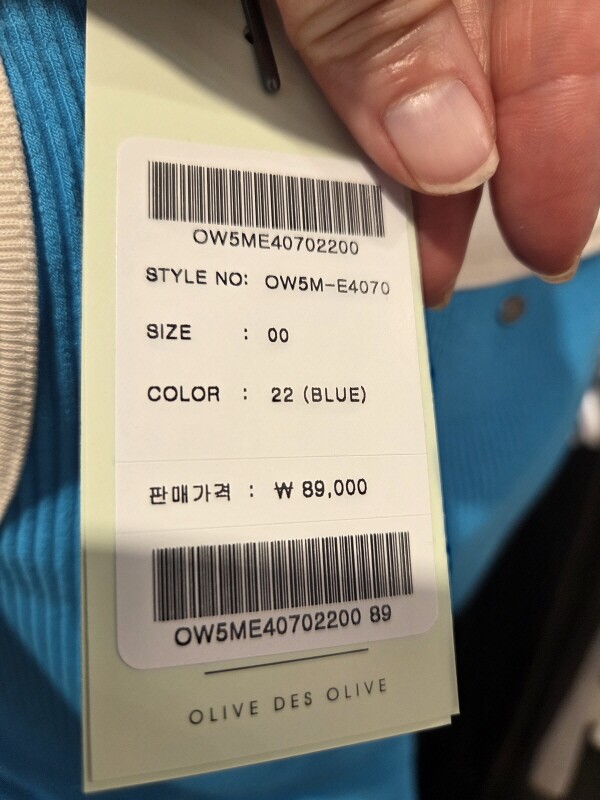 OW5ME40702200
STYLE NO: OW5M-E4070
SIZE : 00
COLOR : 22 (BLUE)
판매가격 : ₩ 89,000
OW5ME40702200 89
OLIVE DES OLIVE